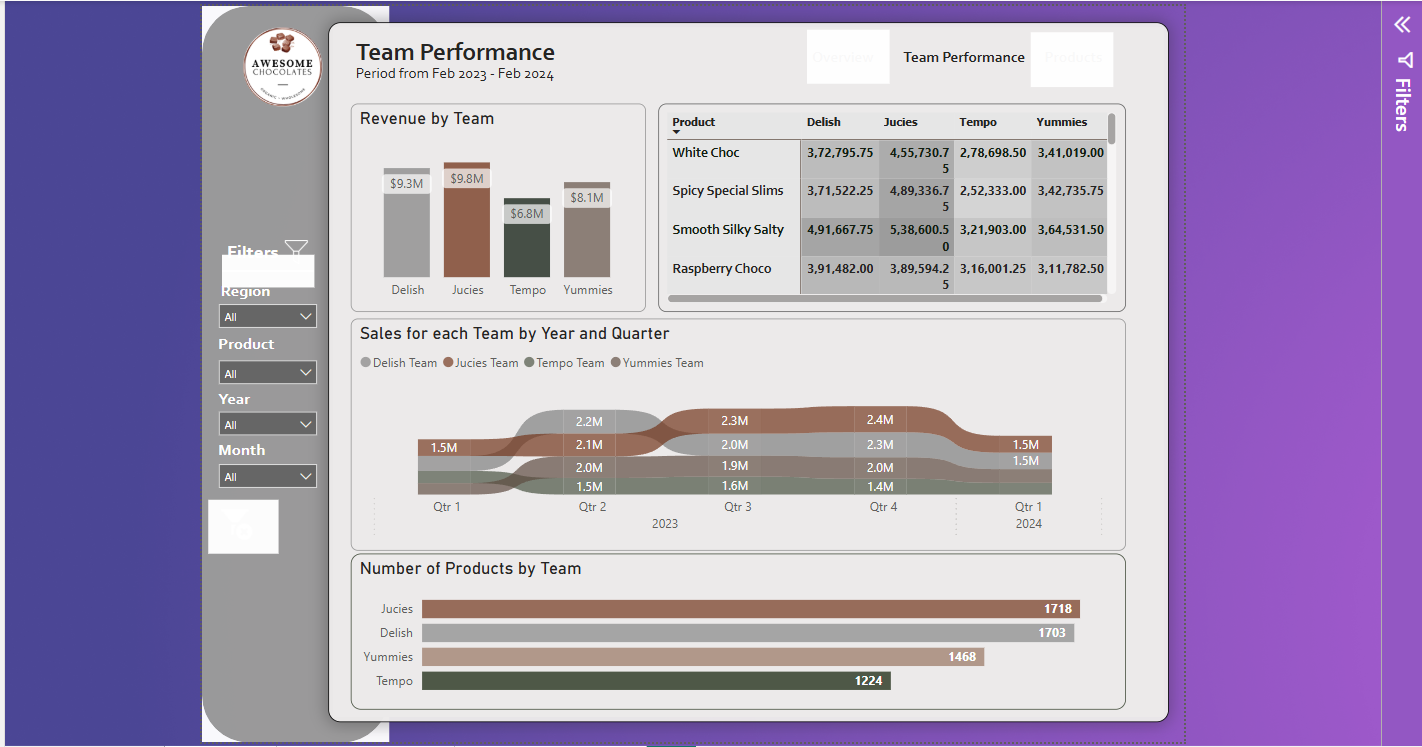 AWESOME
CHOCOLATES
Team Performance
Period from Feb 2023 - Feb 2024
Overview
Team Performance
Products
Filters
Filters
Region
All
Product
All
Year
All
Month
All
Revenue by Team
$9.3M
$9.8M
$6.8M
$8.1M
Delish Jucies Tempo Yummies
Product Delish Jucies Tempo Yummies
White Choc 3,72,795.75 4,55,730.7 2,78,698.50 3,41,019.00
5
Spicy Special Slims 3,71,522.25 4,89,336.7 2,52,333.00 3,42,735.75
5
Smooth Silky Salty 4,91,667.75 5,38,600.5 3,21,903.00 3,64,531.50
0
Raspberry Choco 3,91,482.00 3,89,594.2 3,16,001.25 3,11,782.50
5
Sales for each Team by Year and Quarter
Delish Team Jucies Team Tempo Team Yummies Team
1.5M
2.2M
2.1M
2.0M
1.5M
2.3M
2.0M
1.9M
1.6M
2.4M
2.3M
2.0M
1.4M
1.5M
1.5M
Qtr 1 Qtr 2 Qtr 3 Qtr 4 Qtr 1
2023 2024
Number of Products by Team
Jucies 1718
Delish 1703
Yummies 1468
Tempo 1224